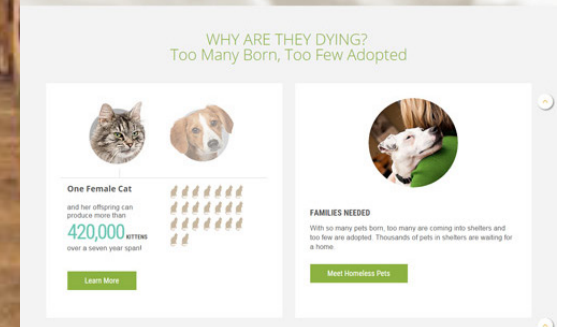 WHY ARE THEY DYING?
Too Many Born, Too Few Adopted
One Female Cat
and her offspring can
produce more than
420,000 KITTENS
over a seven year span!
Learn More
FAMILIES NEEDED
With so many pets born, too many are coming into shelters and
too few are adopted. Thousands of pets in shelters are waiting for
a home.
Meet Homeless Pets